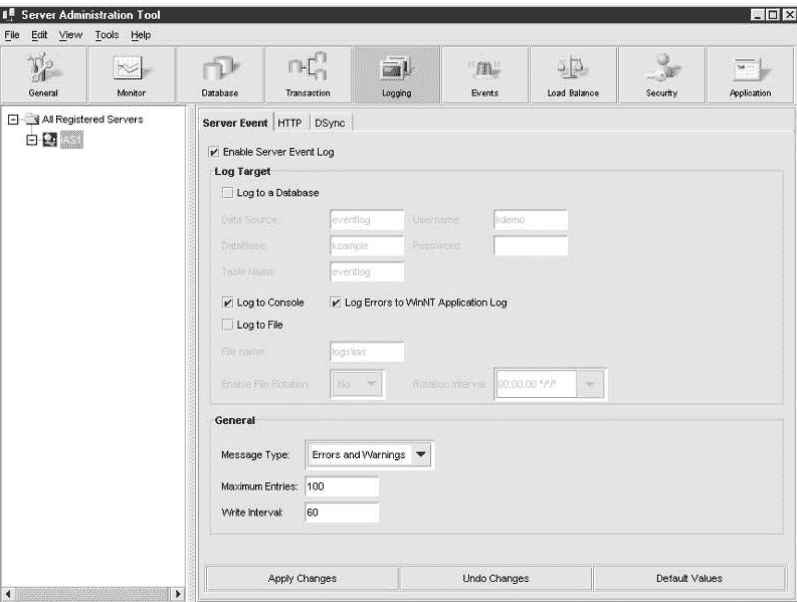 Server Administration Tool
File Edit View Tools Help
General Monitor Database Transaction Logging Events Load Balance Security Application
All Registered Servers
Server Event HTTP DSync
Enable Server Event Log
Log Target
Log to a Database
Data Source: eventlog Username: kdemo
DataBase: ksample Password:
Table Name: eventlog
Log to Console Log Errors to WinNT Application Log
Log to File
File name: logs\ias
Enable File Rotation: No Rotation Interval: 00:00:00 */*/*
General
Message Type: Errors and Warnings
Maximum Entries: 100
Write Interval: 60
Apply Changes Undo Changes Default Values